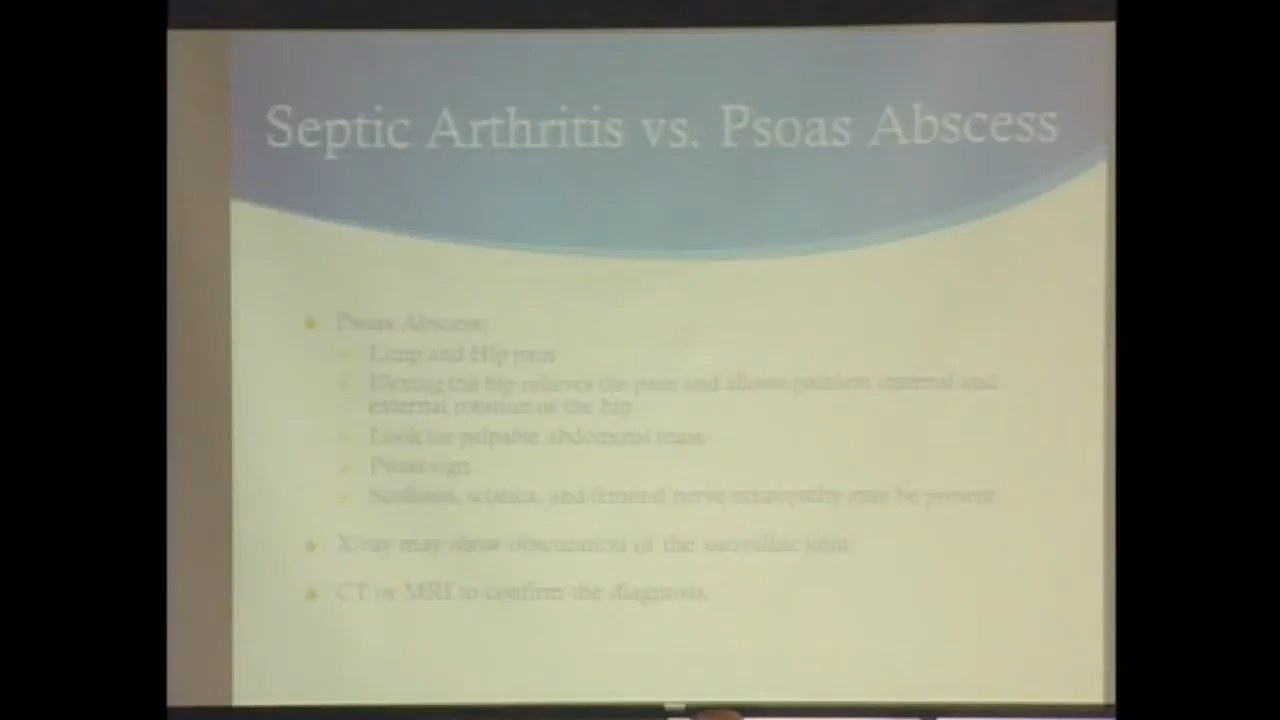 Septic Arthritis vs. Psoas Abscess
Psoas Abscess
Limp and Hip pain
Flexing the hip relieves the pain and allows painless internal and
external rotation of the hip
Look for palpable abdominal mass
Psoas sign
Scoliosis, sciatica, and femoral nerve neuropathy may be present
X-ray may show obscuration of the sacroiliac joint
CT or MRI to confirm the diagnosis.